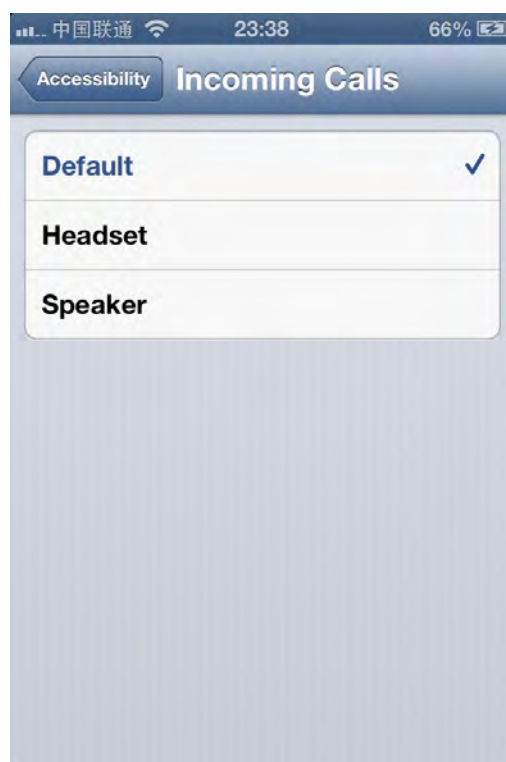 中国联通 23:38 66%
Accessibility Incoming Calls
Default
Headset
Speaker